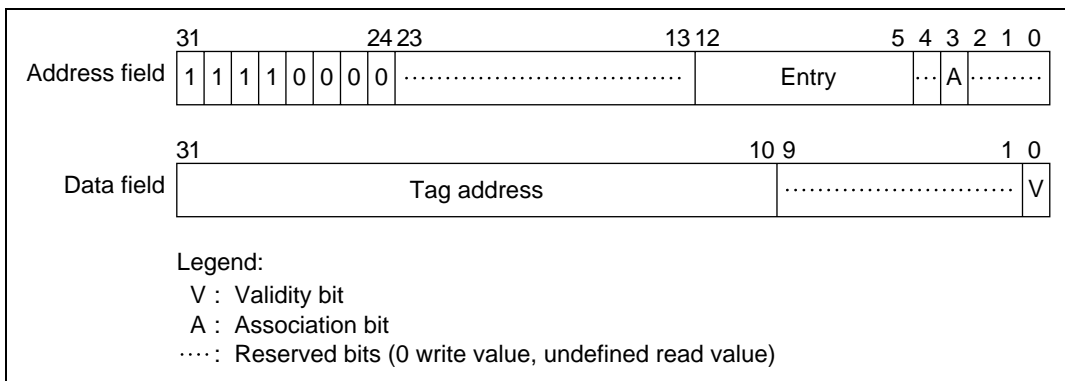 31 24 23 13 12 5 4 3 2 1 0
Address field 1 1 1 1 0 0 0 0 Entry A
31 10 9 1 0
Data field Tag address V
Legend:
V : Validity bit
A : Association bit
····: Reserved bits (0 write value, undefined read value)